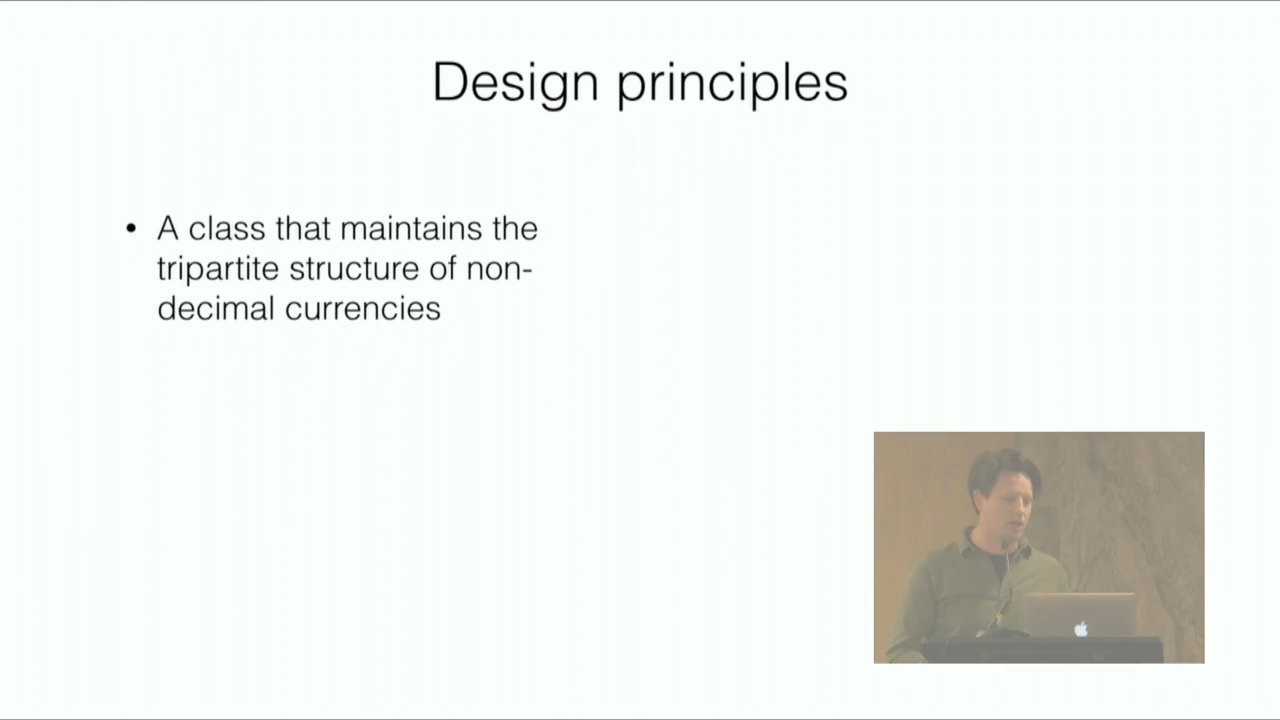 Design principles
• A class that maintains the
tripartite structure of non-
decimal currencies